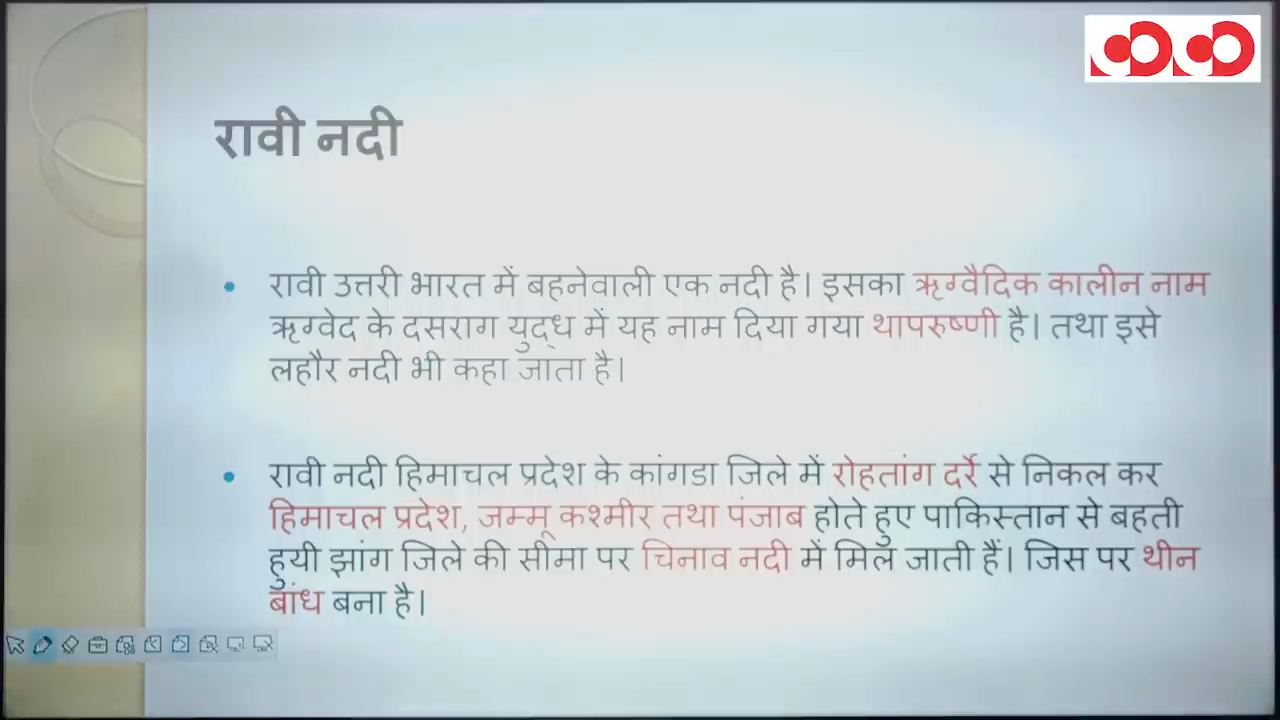 रावी नदी
रावी उत्तरी भारत में बहनेवाली एक नदी है। इसका ऋग्वैदिक कालीन नाम
ऋग्वेद के दसराग युद्ध में यह नाम दिया गया थापरुष्णी है। तथा इसे
लहौर नदी भी कहा जाता है।
रावी नदी हिमाचल प्रदेश के कांगडा जिले में रोहतांग दर्रे से निकल कर
हिमाचल प्रदेश, जम्मू कश्मीर तथा पंजाब होते हुए पाकिस्तान से बहती
हुयी झांग जिले की सीमा पर चिनाव नदी में मिल जाती हैं। जिस पर थीन
बांध बना है।